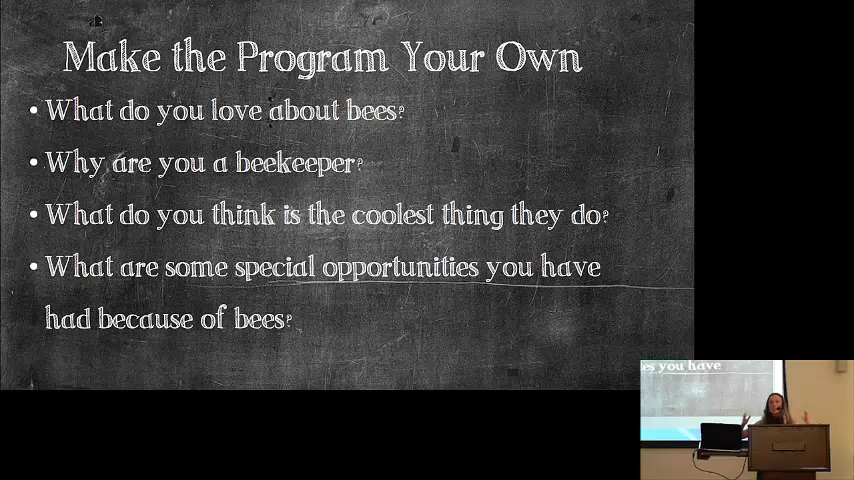 Make the Program Your Own
• What do you love about bees?
• Why are you a beekeeper?
• What do you think is the coolest thing they do?
• What are some special opportunities you have
had because of bees?
es you have